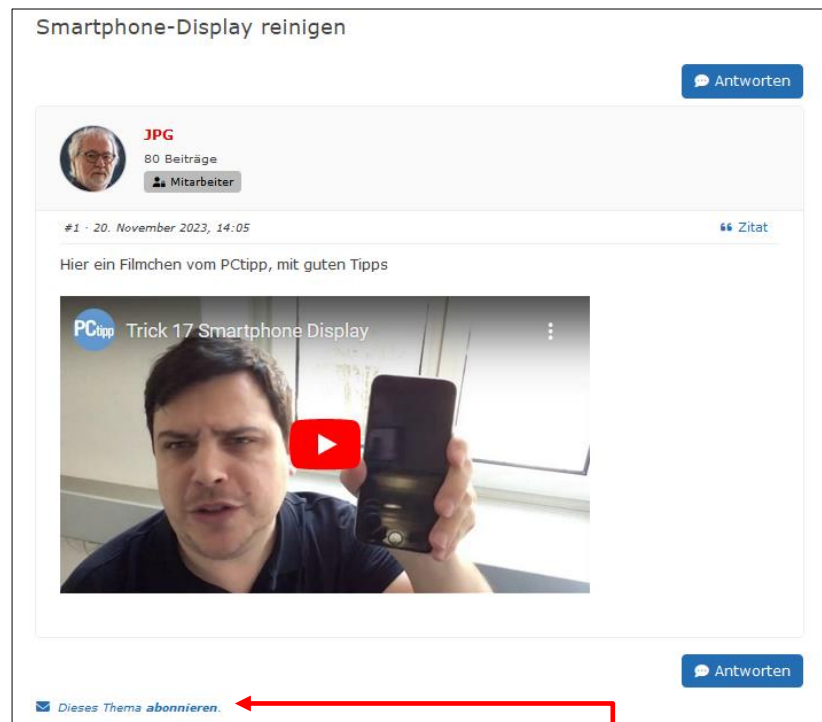 Smartphone-Display reinigen
Antworten
JPG
80 Beiträge
Mitarbeiter
#1 · 20. November 2023, 14:05
Zitat
Hier ein Filmchen vom PCtipp, mit guten Tipps
PCtipp Trick 17 Smartphone Display
Antworten
Dieses Thema abonnieren.